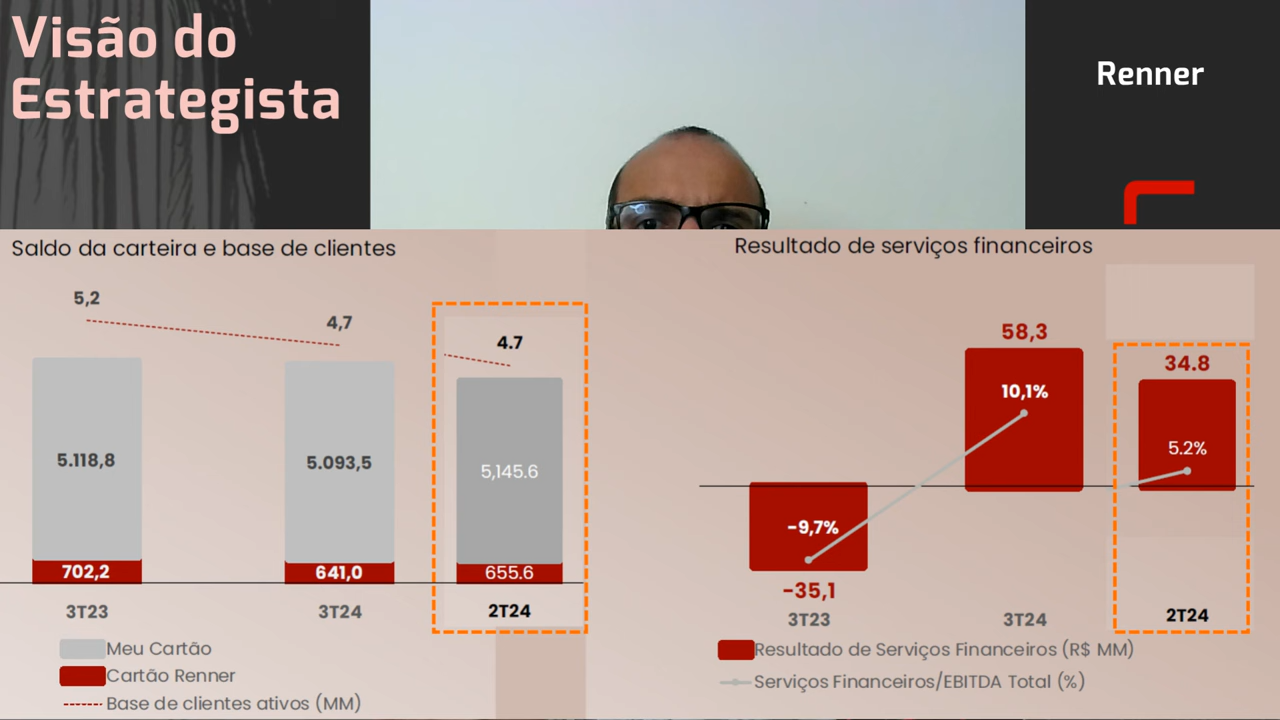 Visão do
Estrategista
Renner
Saldo da carteira e base de clientes
5,2
4,7
4.7
5.118,8
5.093,5
5,145.6
702,2
641,0
655.6
3T23
3T24
2T24
Meu Cartão
Cartão Renner
Base de clientes ativos (MM)
Resultado de serviços financeiros
58,3
34.8
10,1%
5.2%
-9,7%
-35,1
3T23
3T24
2T24
Resultado de Serviços Financeiros (R$ MM)
Serviços Financeiros/EBITDA Total (%)